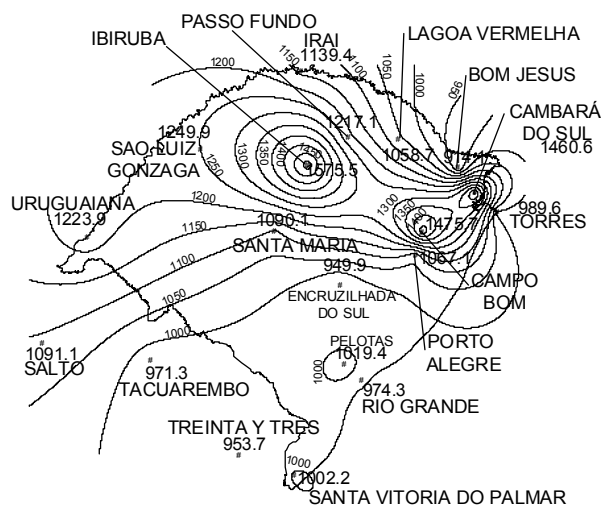 PASSO FUNDO
IBIRUBA
IRAI
1139.4
LAGOA VERMELHA
BOM JESUS
CAMBARÁ
DO SUL
1460.6
1200
1150
1100
1050
1000
950
1249.9
SAO LUIZ
GONZAGA
1217.1
1058.7
914.1
1250
1300
1350
1400
1450
1575.5
URUGUAIANA
1223.9
1200
1150
1100
1050
1000
1090.1
SANTA MARIA
1300
1350
1400
1475.7
989.6
TORRES
1067.1
949.9
ENCRUZILHADA
DO SUL
CAMPO
BOM
PORTO
ALEGRE
1091.1
SALTO
971.3
TACUAREMBO
PELOTAS
1019.4
1000
974.3
RIO GRANDE
TREINTA Y TRES
953.7
1000
1002.2
SANTA VITORIA DO PALMAR